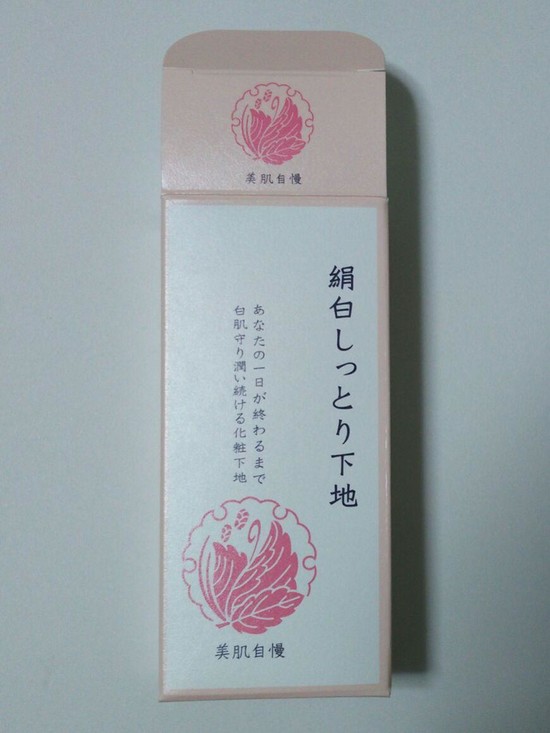 美肌自慢
絹白しっとり下地
あなたの一日が終わるまで
白肌守り潤い続ける化粧下地
美肌自慢